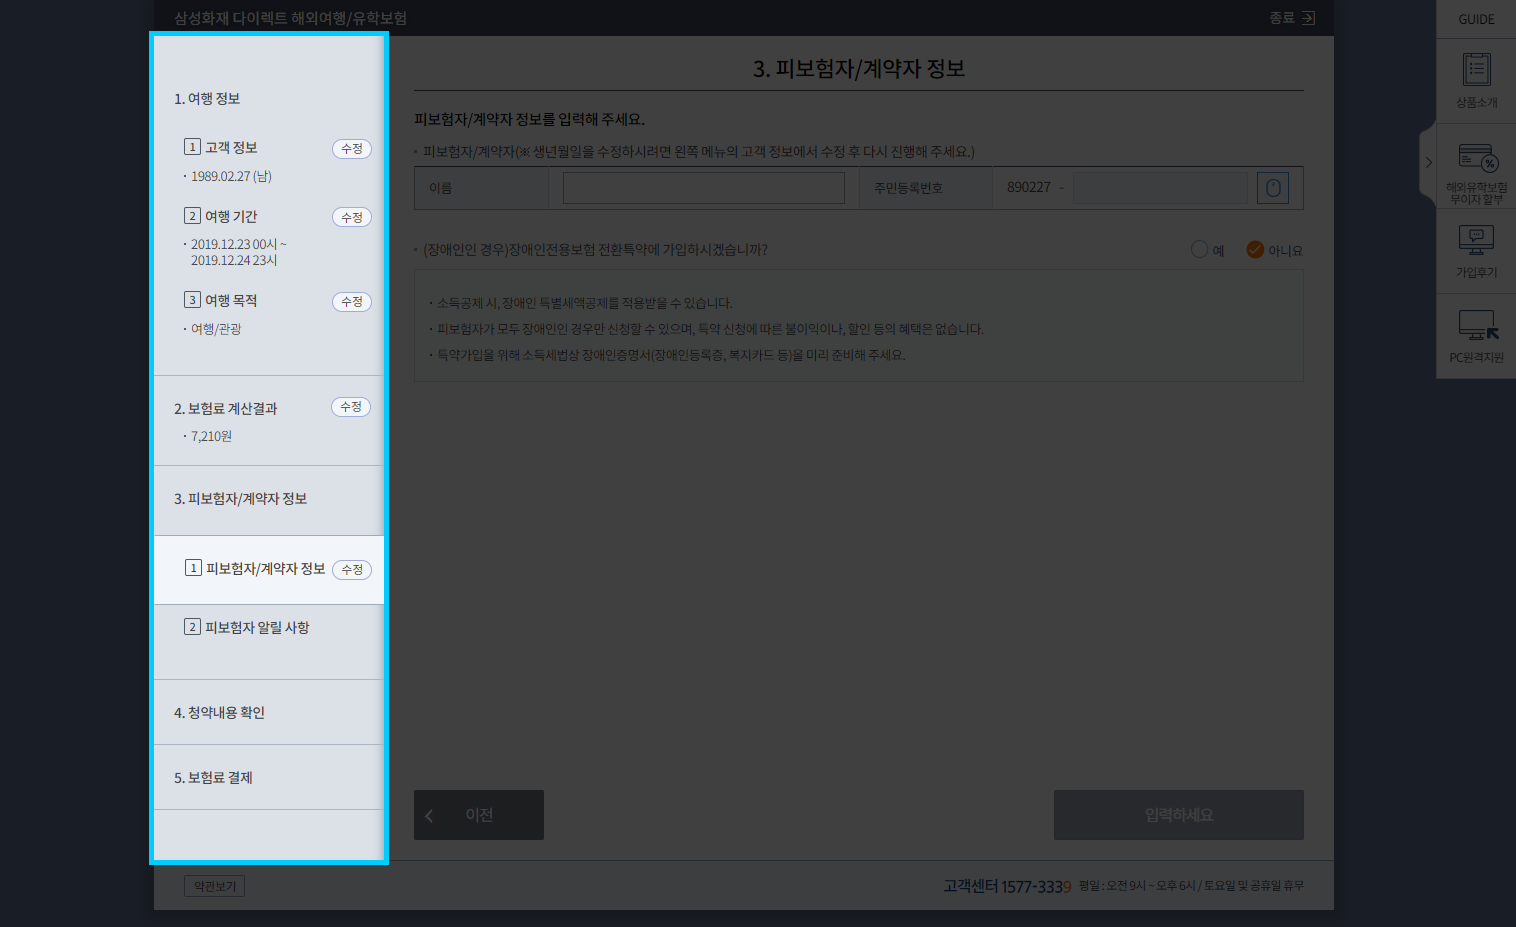 삼성화재 다이렉트 해외여행/유학보험
종료
1. 여행 정보
1 고객 정보 수정
· 1989.02.27 (남)
2 여행 기간 수정
· 2019.12.23 00시 ~
2019.12.24 23시
3 여행 목적 수정
· 여행/관광
2. 보험료 계산결과 수정
· 7,210원
3. 피보험자/계약자 정보
1 피보험자/계약자 정보 수정
2 피보험자 알릴 사항
4. 청약내용 확인
5. 보험료 결제
3. 피보험자/계약자 정보
피보험자/계약자 정보를 입력해 주세요.
• 피보험자/계약자(※ 생년월일을 수정하시려면 왼쪽 메뉴의 고객 정보에서 수정 후 다시 진행해 주세요.)
이름 주민등록번호 890227 -
• (장애인인 경우)장애인전용보험 전환특약에 가입하시겠습니까? 예 아니요
· 소득공제 시, 장애인 특별세액공제를 적용받을 수 있습니다.
· 피보험자가 모두 장애인인 경우만 신청할 수 있으며, 특약 신청에 따른 불이익이나, 할인 등의 혜택은 없습니다.
· 특약가입을 위해 소득세법상 장애인증명서(장애인등록증, 복지카드 등)을 미리 준비해 주세요.
이전 입력하세요
약관보기 고객센터 1577-3339 평일 : 오전 9시 ~ 오후 6시 / 토요일 및 공휴일 휴무
GUIDE
상품소개
해외유학보험
무이자 할부
가입후기
PC원격지원